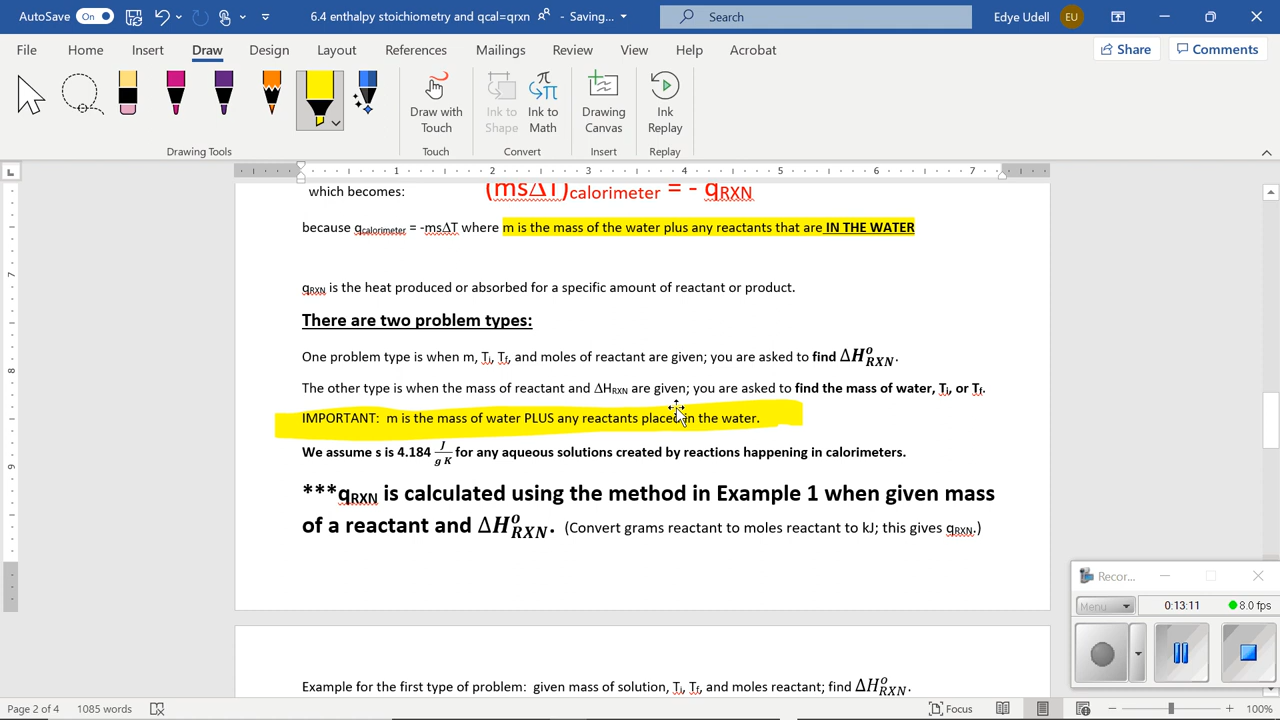 AutoSave On 6.4 enthalpy stoichiometry and qcal=qrxn - Saving... Search Edye Udell EU
File Home Insert Draw Design Layout References Mailings Review View Help Acrobat Share Comments
Draw with Touch Ink to Shape Ink to Math Drawing Canvas Ink Replay
Drawing Tools Touch Convert Insert Replay
L 1 2 3 4 5 6 7
which becomes: (msΔT)calorimeter = - qRXN
because qcalorimeter = -msΔT where m is the mass of the water plus any reactants that are IN THE WATER
7
qRXN is the heat produced or absorbed for a specific amount of reactant or product.
There are two problem types:
One problem type is when m, Ti, Tf, and moles of reactant are given; you are asked to find ΔH°RXN.
8
The other type is when the mass of reactant and ΔHRXN are given; you are asked to find the mass of water, Ti, or Tf.
IMPORTANT: m is the mass of water PLUS any reactants placed in the water.
We assume s is 4.184 J/g K for any aqueous solutions created by reactions happening in calorimeters.
9
***qRXN is calculated using the method in Example 1 when given mass
of a reactant and ΔH°RXN. (Convert grams reactant to moles reactant to kJ; this gives qRXN.)
Recor...
Menu 0:13:11 8.0 fps
Example for the first type of problem: given mass of solution, Ti, Tf, and moles reactant; find ΔH°RXN.
Page 2 of 4 1085 words Focus 100%